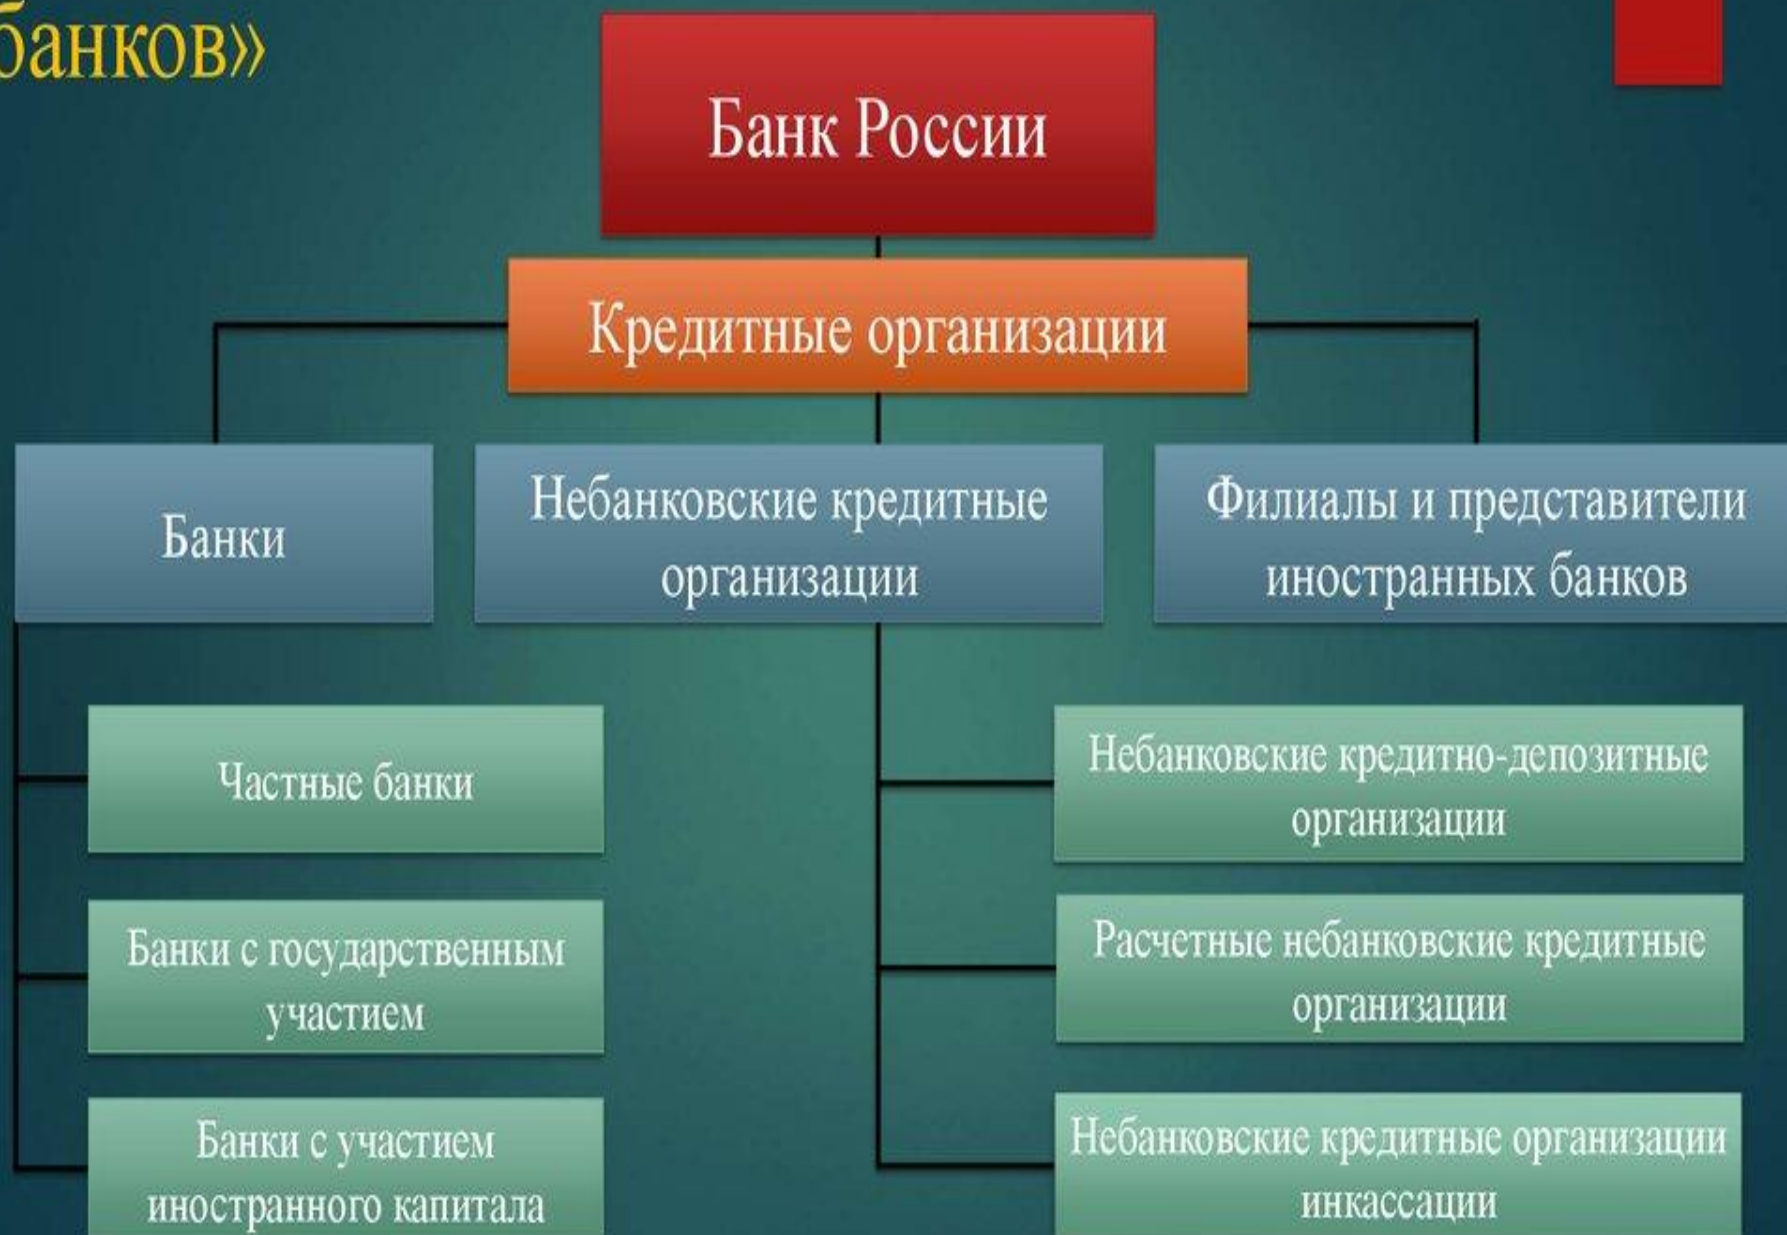 банков»
Банк России
Кредитные организации
Банки
Небанковские кредитные
организации
Филиалы и представители
иностранных банков
Частные банки
Банки с государственным
участием
Банки с участием
иностранного капитала
Небанковские кредитно-депозитные
организации
Расчетные небанковские кредитные
организации
Небанковские кредитные организации
инкассации